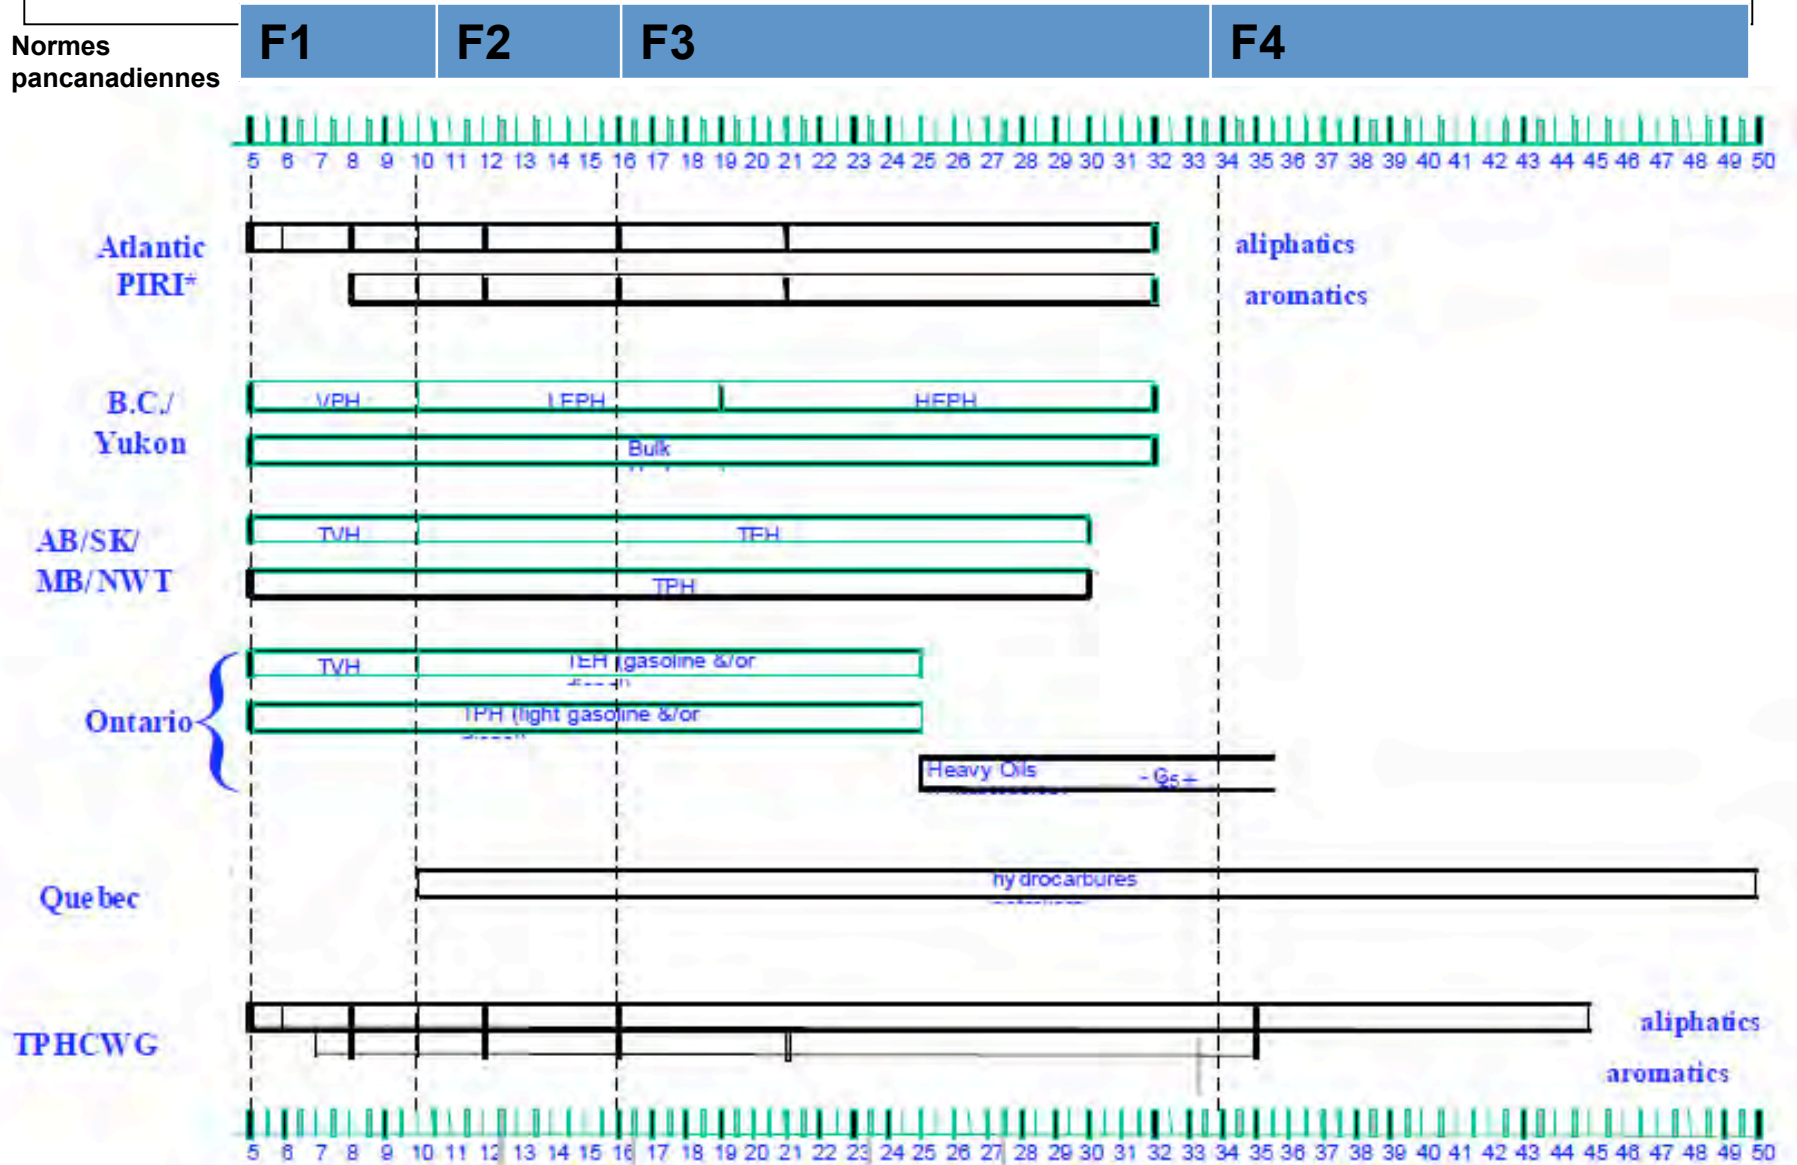 F1 F2 F3 F4
Normes
pancanadiennes
5 6 7 8 9 10 11 12 13 14 15 16 17 18 19 20 21 22 23 24 25 26 27 28 29 30 31 32 33 34 35 36 37 38 39 40 41 42 43 44 45 46 47 48 49 50
Atlantic
PIRI*
aliphatics
aromatics
B.C./
Yukon
VPH LEPH HEPH
Bulk
AB/SK/
MB/NWT
TVH TEH
TPH
Ontario
TVH TEH (gasoline &/or
TPH (light gasoline &/or
Heavy Oils
Quebec
hydrocarbures
TPHCWG
aliphatics
aromatics
5 6 7 8 9 10 11 12 13 14 15 16 17 18 19 20 21 22 23 24 25 26 27 28 29 30 31 32 33 34 35 36 37 38 39 40 41 42 43 44 45 46 47 48 49 50